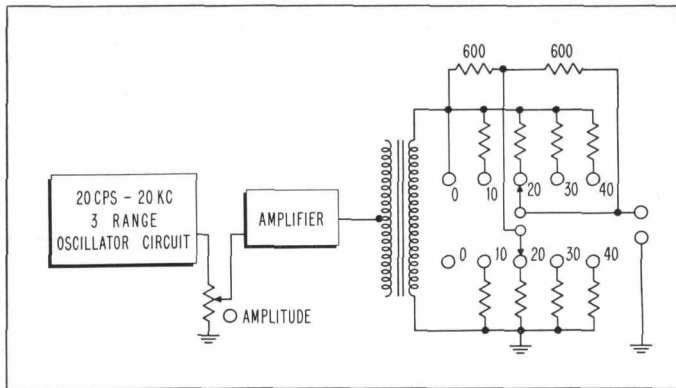 600 600
0 10 20 30 40
20 CPS - 20 KC
3 RANGE
OSCILLATOR CIRCUIT
AMPLIFIER
0 10 20 30 40
AMPLITUDE